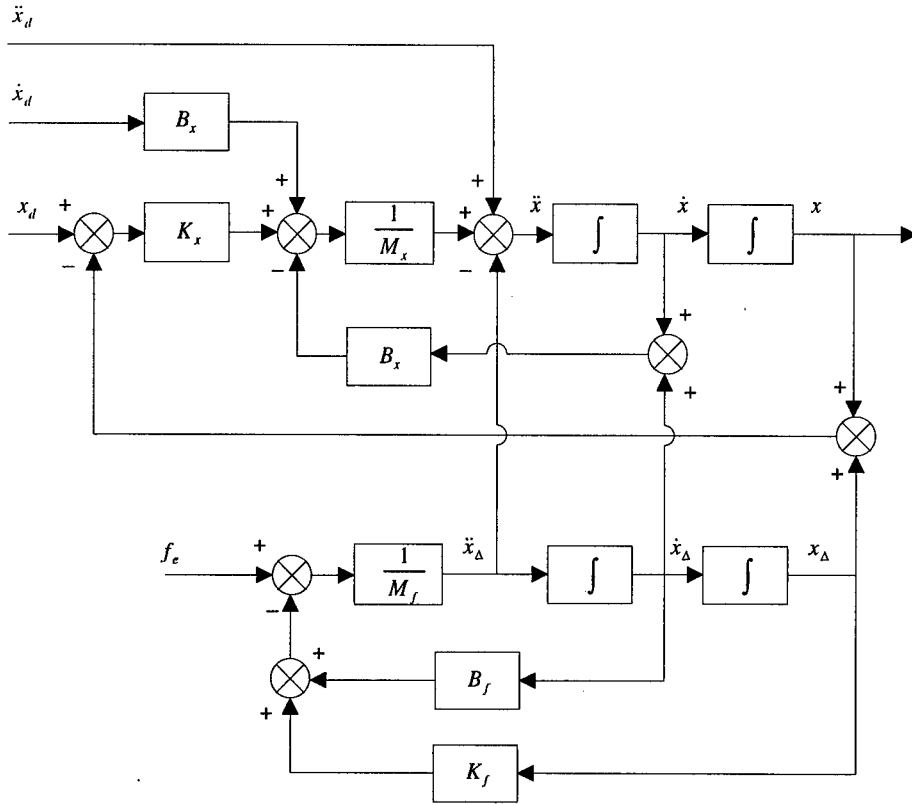 ẍ_d
ẋ_d
B_x
+
x_d + K_x + 1/M_x + ẍ ∫ ẋ ∫ x
− − −
+
B_x
+
+
+
f_e + 1/M_f ẍ_Δ ∫ ẋ_Δ ∫ x_Δ
−
+ B_f
+
K_f